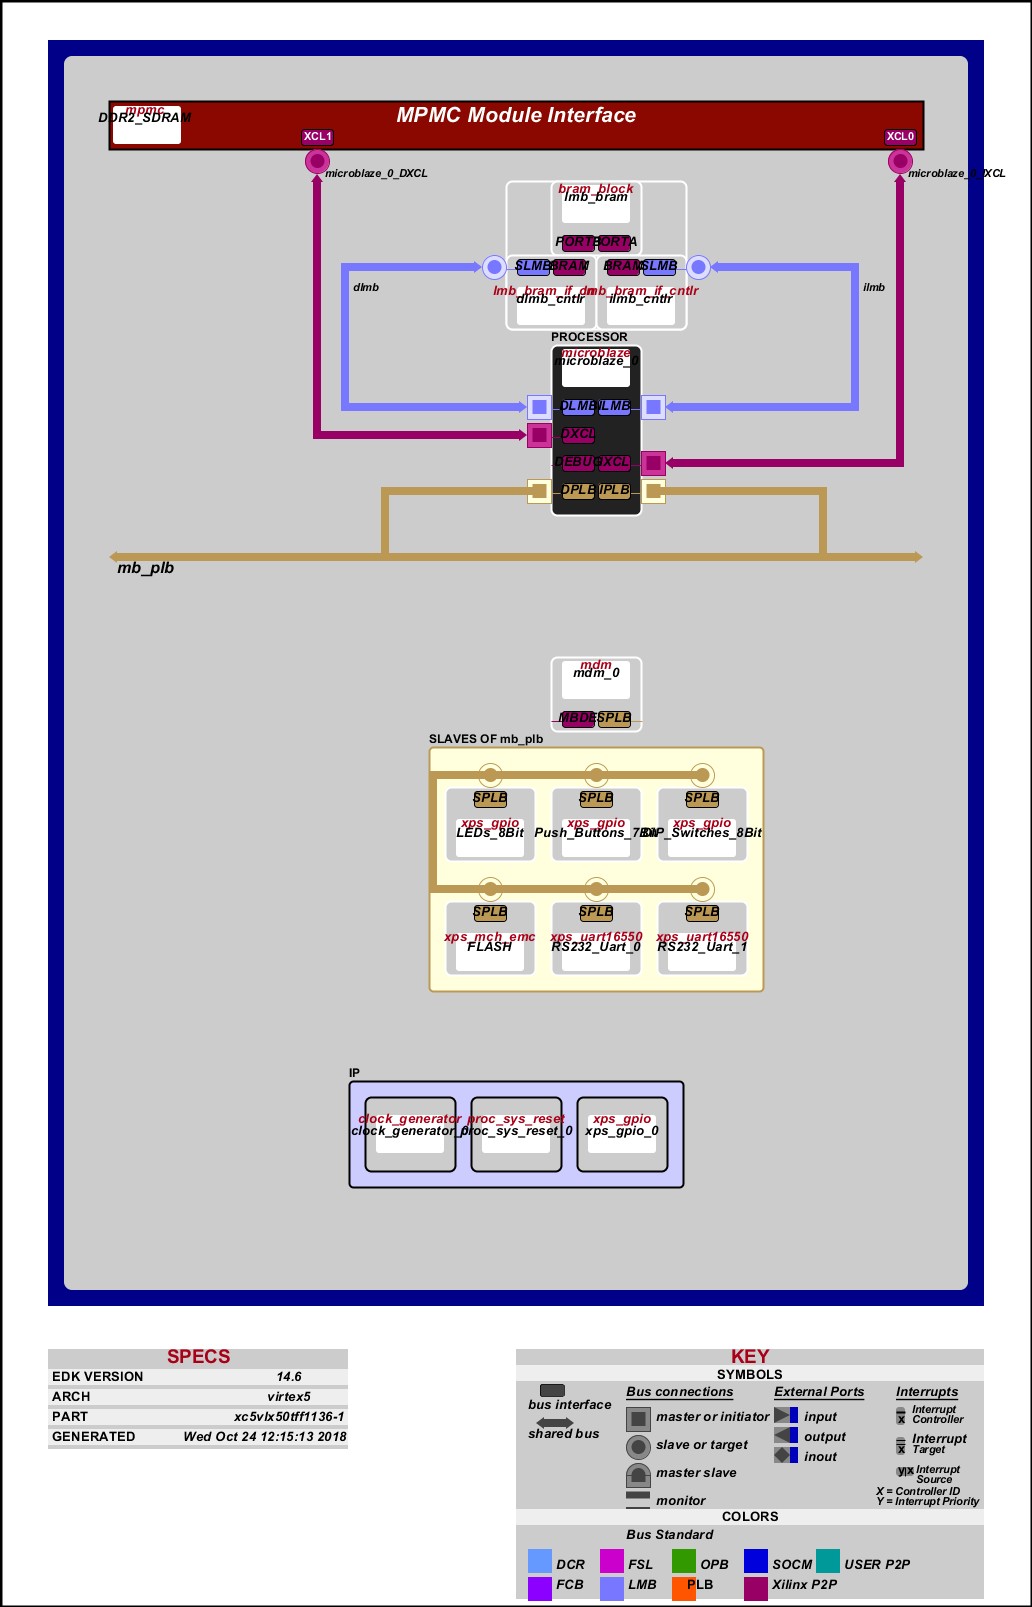 MPMC Module Interface
mpmc
DDR2_SDRAM
XCL1
XCL0
microblaze_0_DXCL
microblaze_0_IXCL
bram_block
lmb_bram
PORTB PORTA
SLMB BRAM BRAM SLMB
dlmb
ilmb
lmb_bram_if_cntlr lmb_bram_if_cntlr
dlmb_cntlr ilmb_cntlr
PROCESSOR
microblaze
microblaze_0
DLMB ILMB
DXCL
DEBUG IXCL
DPLB IPLB
mb_plb
mdm
mdm_0
SPLB
SLAVES OF mb_plb
SPLB SPLB SPLB
xps_gpio xps_gpio xps_gpio
LEDs_8Bit Push_Buttons_7Bit DIP_Switches_8Bit
SPLB SPLB SPLB
xps_mch_emc xps_uart16550 xps_uart16550
FLASH RS232_Uart_0 RS232_Uart_1
IP
clock_generator proc_sys_reset xps_gpio
clock_generator_0 proc_sys_reset_0 xps_gpio_0
SPECS
EDK VERSION 14.6
ARCH virtex5
PART xc5vlx50tff1136-1
GENERATED Wed Oct 24 12:15:13 2018
KEY
SYMBOLS
bus interface
shared bus
Bus connections
master or initiator
slave or target
master slave
monitor
External Ports
input
output
inout
Interrupts
Interrupt
Controller
Interrupt
Target
Interrupt
Source
X = Controller ID
Y = Interrupt Priority
COLORS
Bus Standard
DCR FSL OPB SOCM USER P2P
FCB LMB PLB Xilinx P2P